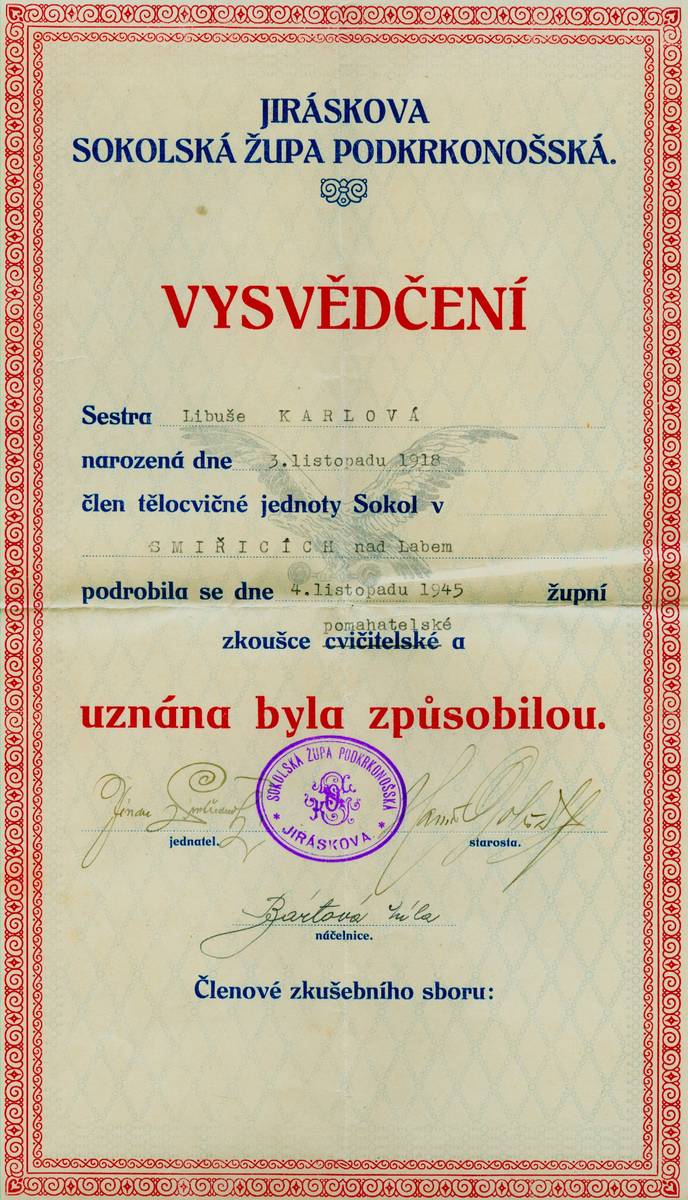 JIRÁSKOVA
SOKOLSKÁ ŽUPA PODKRKONOŠSKÁ.
VYSVĚDČENÍ
Sestra Libuše KARLOVÁ
narozená dne 3.listopadu 1918
člen tělocvičné jednoty Sokol v
SMIŘICÍCH nad Labem
podrobila se dne 4.listopadu 1945 župní
pomahatelské
zkoušce cvičitelské a
uznána byla způsobilou.
SOKOLSKÁ ŽUPA PODKRKONOŠSKÁ
* JIRÁSKOVA *
jednatel. starosta.
Bártová Míla
náčelnice.
Členové zkušebního sboru: